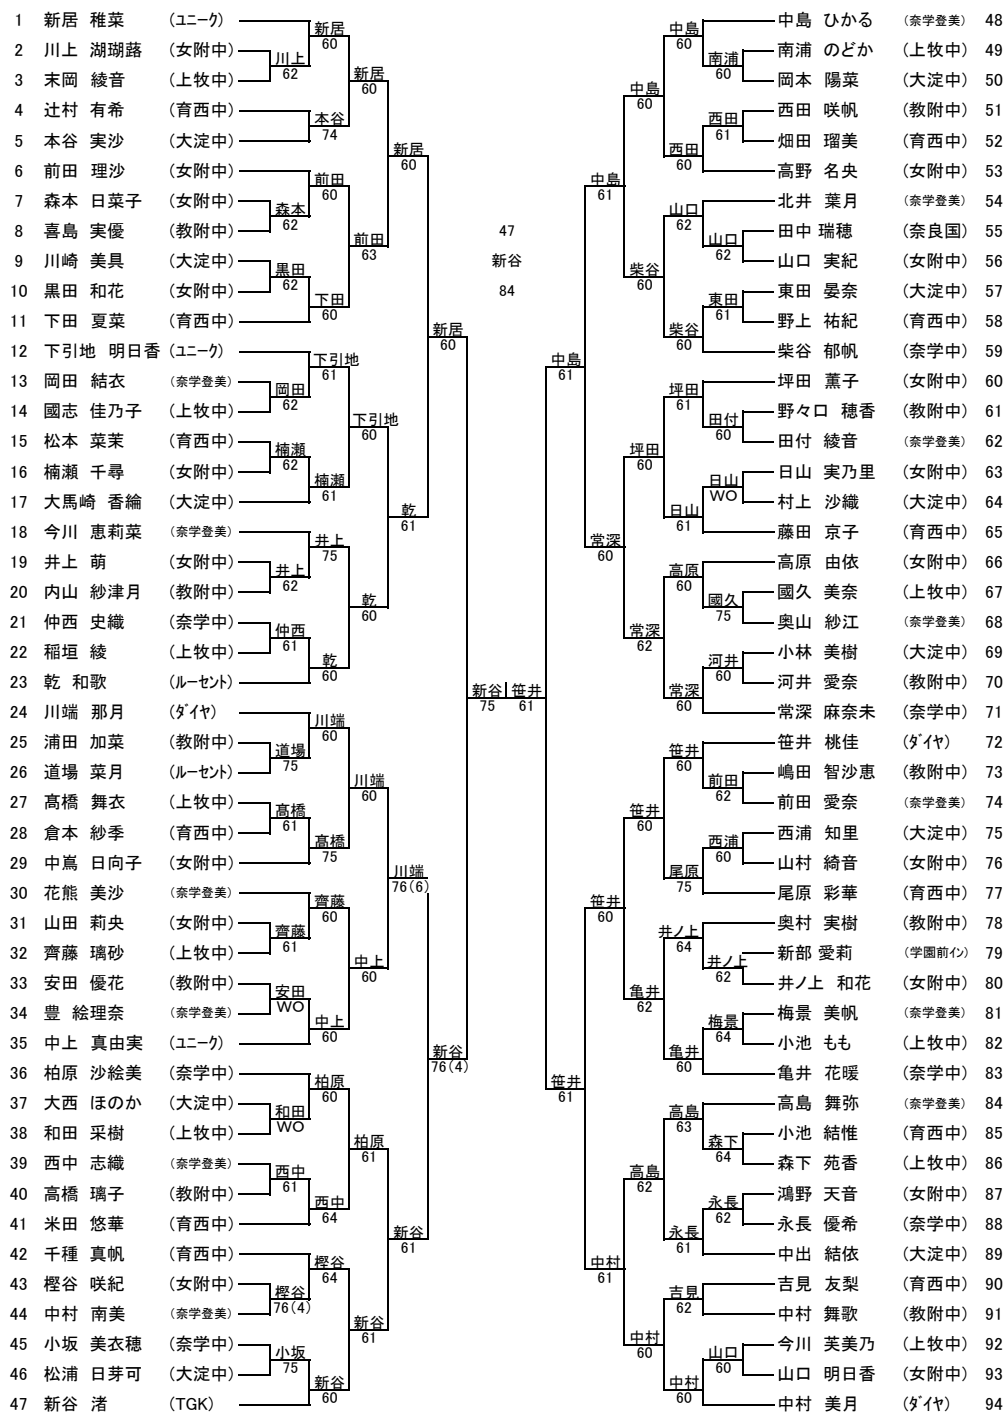 1 新居 稚菜 (ユニーク)
2 川上 湖瑚蕗 (女附中)
3 末岡 綾音 (上牧中)
4 辻村 有希 (育西中)
5 本谷 実沙 (大淀中)
6 前田 理沙 (女附中)
7 森本 日菜子 (女附中)
8 喜島 実優 (教附中)
9 川崎 美具 (大淀中)
10 黒田 和花 (女附中)
11 下田 夏菜 (育西中)
12 下引地 明日香 (ユニーク)
13 岡田 結衣 (奈学登美)
14 國志 佳乃子 (上牧中)
15 松本 菜茉 (育西中)
16 楠瀬 千尋 (女附中)
17 大馬崎 香綸 (大淀中)
18 今川 恵莉菜 (奈学登美)
19 井上 萌 (女附中)
20 内山 紗津月 (教附中)
21 仲西 史織 (奈学中)
22 稲垣 綾 (上牧中)
23 乾 和歌 (ルーセント)
24 川端 那月 (ダイヤ)
25 浦田 加菜 (教附中)
26 道場 菜月 (ルーセント)
27 髙橋 舞衣 (上牧中)
28 倉本 紗季 (育西中)
29 中嶌 日向子 (女附中)
30 花熊 美沙 (奈学登美)
31 山田 莉央 (女附中)
32 齊藤 璃砂 (上牧中)
33 安田 優花 (教附中)
34 豊 絵理奈 (奈学登美)
35 中上 真由実 (ユニーク)
36 柏原 沙絵美 (奈学中)
37 大西 ほのか (大淀中)
38 和田 采樹 (上牧中)
39 西中 志織 (奈学登美)
40 高橋 璃子 (教附中)
41 米田 悠華 (育西中)
42 千種 真帆 (育西中)
43 樫谷 咲紀 (女附中)
44 中村 南美 (奈学登美)
45 小坂 美衣穂 (奈学中)
46 松浦 日芽可 (大淀中)
47 新谷 渚 (TGK)
川上
62
森本
62
黒田
62
岡田
62
楠瀬
62
井上
62
仲西
61
道場
75
髙橋
61
齊藤
61
安田
WO
和田
WO
西中
61
樫谷
76(4)
小坂
75
新居
60
本谷
74
前田
60
下田
60
下引地
61
楠瀬
61
井上
75
乾
60
川端
60
髙橋
75
齊藤
60
中上
60
柏原
60
西中
64
樫谷
64
新谷
60
新居
60
前田
63
下引地
60
乾
60
川端
60
中上
60
柏原
61
新谷
61
新居
60
乾
61
川端
76(6)
新谷
61
新居
60
新谷
76(4)
新谷
75
47
新谷
84
笹井
61
中島
61
笹井
61
中島
61
常深
60
笹井
60
中村
61
中島
60
柴谷
60
坪田
60
常深
62
笹井
60
亀井
62
高島
62
中村
60
中島
60
西田
60
山口
62
柴谷
60
坪田
61
日山
61
高原
60
常深
60
笹井
60
尾原
75
井ノ上
64
亀井
60
高島
63
永長
61
吉見
62
中村
60
南浦
60
西田
61
山口
62
東田
61
田付
60
日山
WO
國久
75
河井
60
前田
62
西浦
60
井ノ上
62
梅景
64
森下
64
永長
62
山口
60
中島 ひかる (奈学登美) 48
南浦 のどか (上牧中) 49
岡本 陽菜 (大淀中) 50
西田 咲帆 (教附中) 51
畑田 瑠美 (育西中) 52
高野 名央 (女附中) 53
北井 葉月 (奈学登美) 54
田中 瑞穂 (奈良国) 55
山口 実紀 (女附中) 56
東田 晏奈 (大淀中) 57
野上 祐紀 (育西中) 58
柴谷 郁帆 (奈学中) 59
坪田 薫子 (女附中) 60
野々口 穂香 (教附中) 61
田付 綾音 (奈学登美) 62
日山 実乃里 (女附中) 63
村上 沙織 (大淀中) 64
藤田 京子 (育西中) 65
高原 由依 (女附中) 66
國久 美奈 (上牧中) 67
奥山 紗江 (奈学登美) 68
小林 美樹 (大淀中) 69
河井 愛奈 (教附中) 70
常深 麻奈未 (奈学中) 71
笹井 桃佳 (ダイヤ) 72
嶋田 智沙恵 (教附中) 73
前田 愛奈 (奈学登美) 74
西浦 知里 (大淀中) 75
山村 綺音 (女附中) 76
尾原 彩華 (育西中) 77
奥村 実樹 (教附中) 78
新部 愛莉 (学園前イン) 79
井ノ上 和花 (女附中) 80
梅景 美帆 (奈学登美) 81
小池 もも (上牧中) 82
亀井 花暖 (奈学中) 83
高島 舞弥 (奈学登美) 84
小池 結惟 (育西中) 85
森下 苑香 (上牧中) 86
鴻野 天音 (女附中) 87
永長 優希 (奈学中) 88
中出 結依 (大淀中) 89
吉見 友梨 (育西中) 90
中村 舞歌 (教附中) 91
今川 芙美乃 (上牧中) 92
山口 明日香 (女附中) 93
中村 美月 (ダイヤ) 94